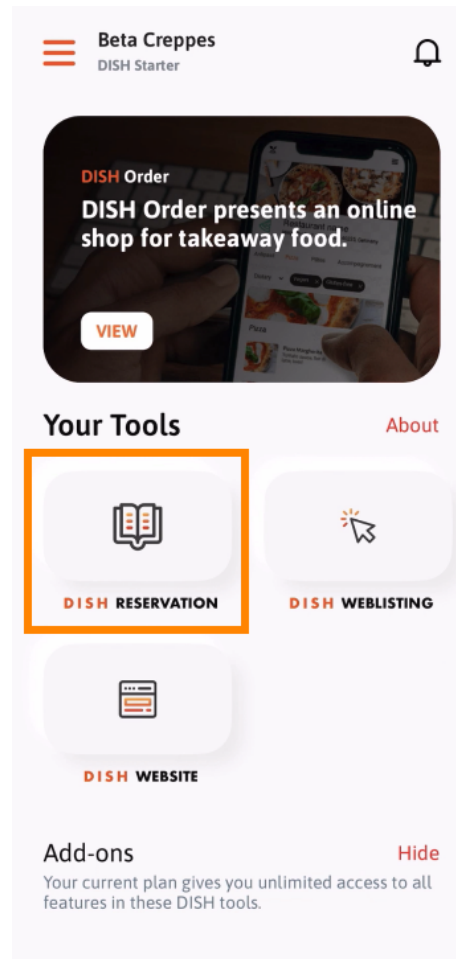 Beta Creppes
DISH Starter
DISH Order
DISH Order presents an online
shop for takeaway food.
VIEW
Your Tools
About
DISH RESERVATION
DISH WEBLISTING
DISH WEBSITE
Add-ons
Hide
Your current plan gives you unlimited access to all
features in these DISH tools.